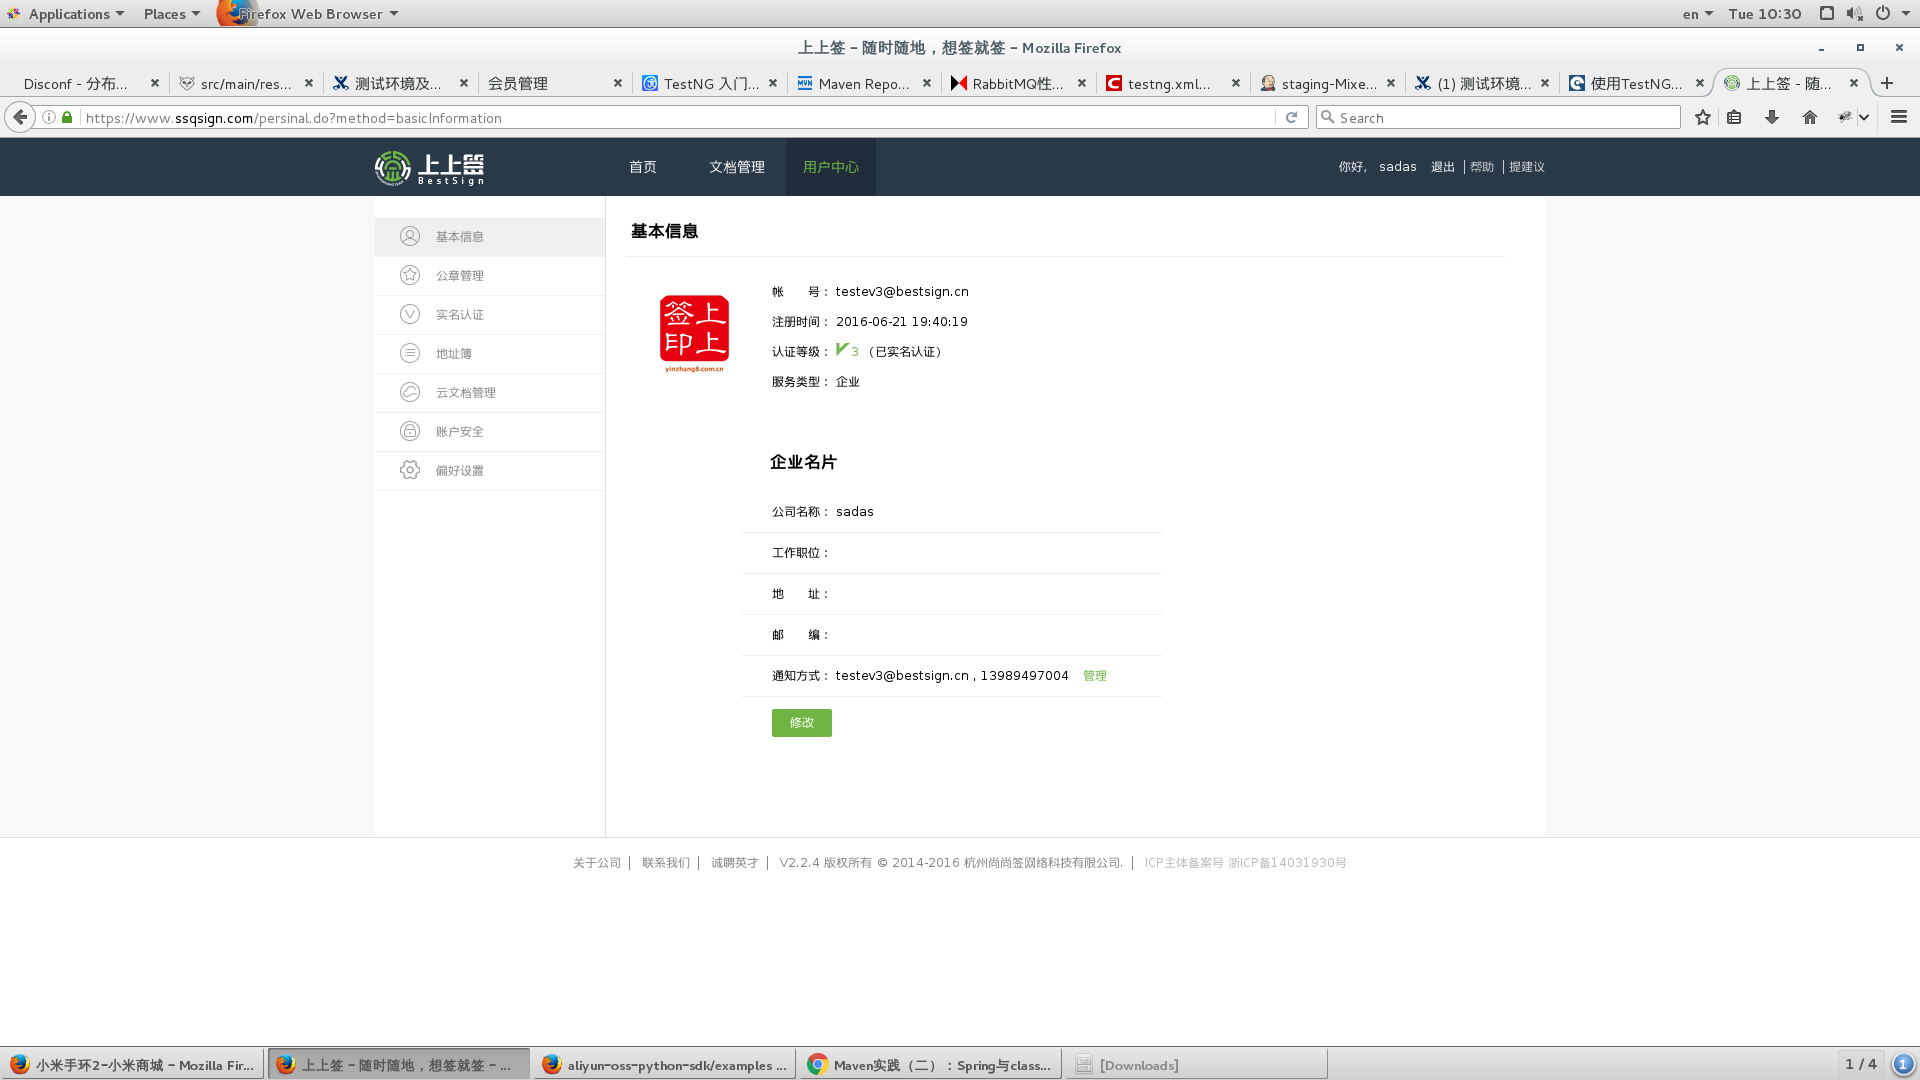 Applications Places Firefox Web Browser en Tue 10:30
上上签 - 随时随地，想签就签 - Mozilla Firefox
Disconf - 分布... src/main/res... 测试环境及... 会员管理 TestNG 入门... Maven Repo... RabbitMQ性... testng.xml... staging-Mixe... (1) 测试环境... 使用TestNG... 上上签 - 随...
https://www.ssqsign.com/persinal.do?method=basicInformation Search
上上签 BestSign 首页 文档管理 用户中心 你好， sadas 退出 帮助 提建议
基本信息
公章管理
实名认证
地址簿
云文档管理
账户安全
偏好设置
基本信息
签上印上
yinzhang8.com.cn
帐 号： testev3@bestsign.cn
注册时间： 2016-06-21 19:40:19
认证等级： 3 （已实名认证）
服务类型： 企业
企业名片
公司名称： sadas
工作职位：
地 址：
邮 编：
通知方式： testev3@bestsign.cn , 13989497004 管理
修改
关于公司 | 联系我们 | 诚聘英才 | V2.2.4 版权所有 © 2014-2016 杭州尚尚签网络科技有限公司. | ICP主体备案号 浙ICP备14031930号
小米手环2-小米商城 - Mozilla Fir... 上上签 - 随时随地，想签就签 - ... aliyun-oss-python-sdk/examples ... Maven实践（二）：Spring与class... [Downloads] 1 / 4 1